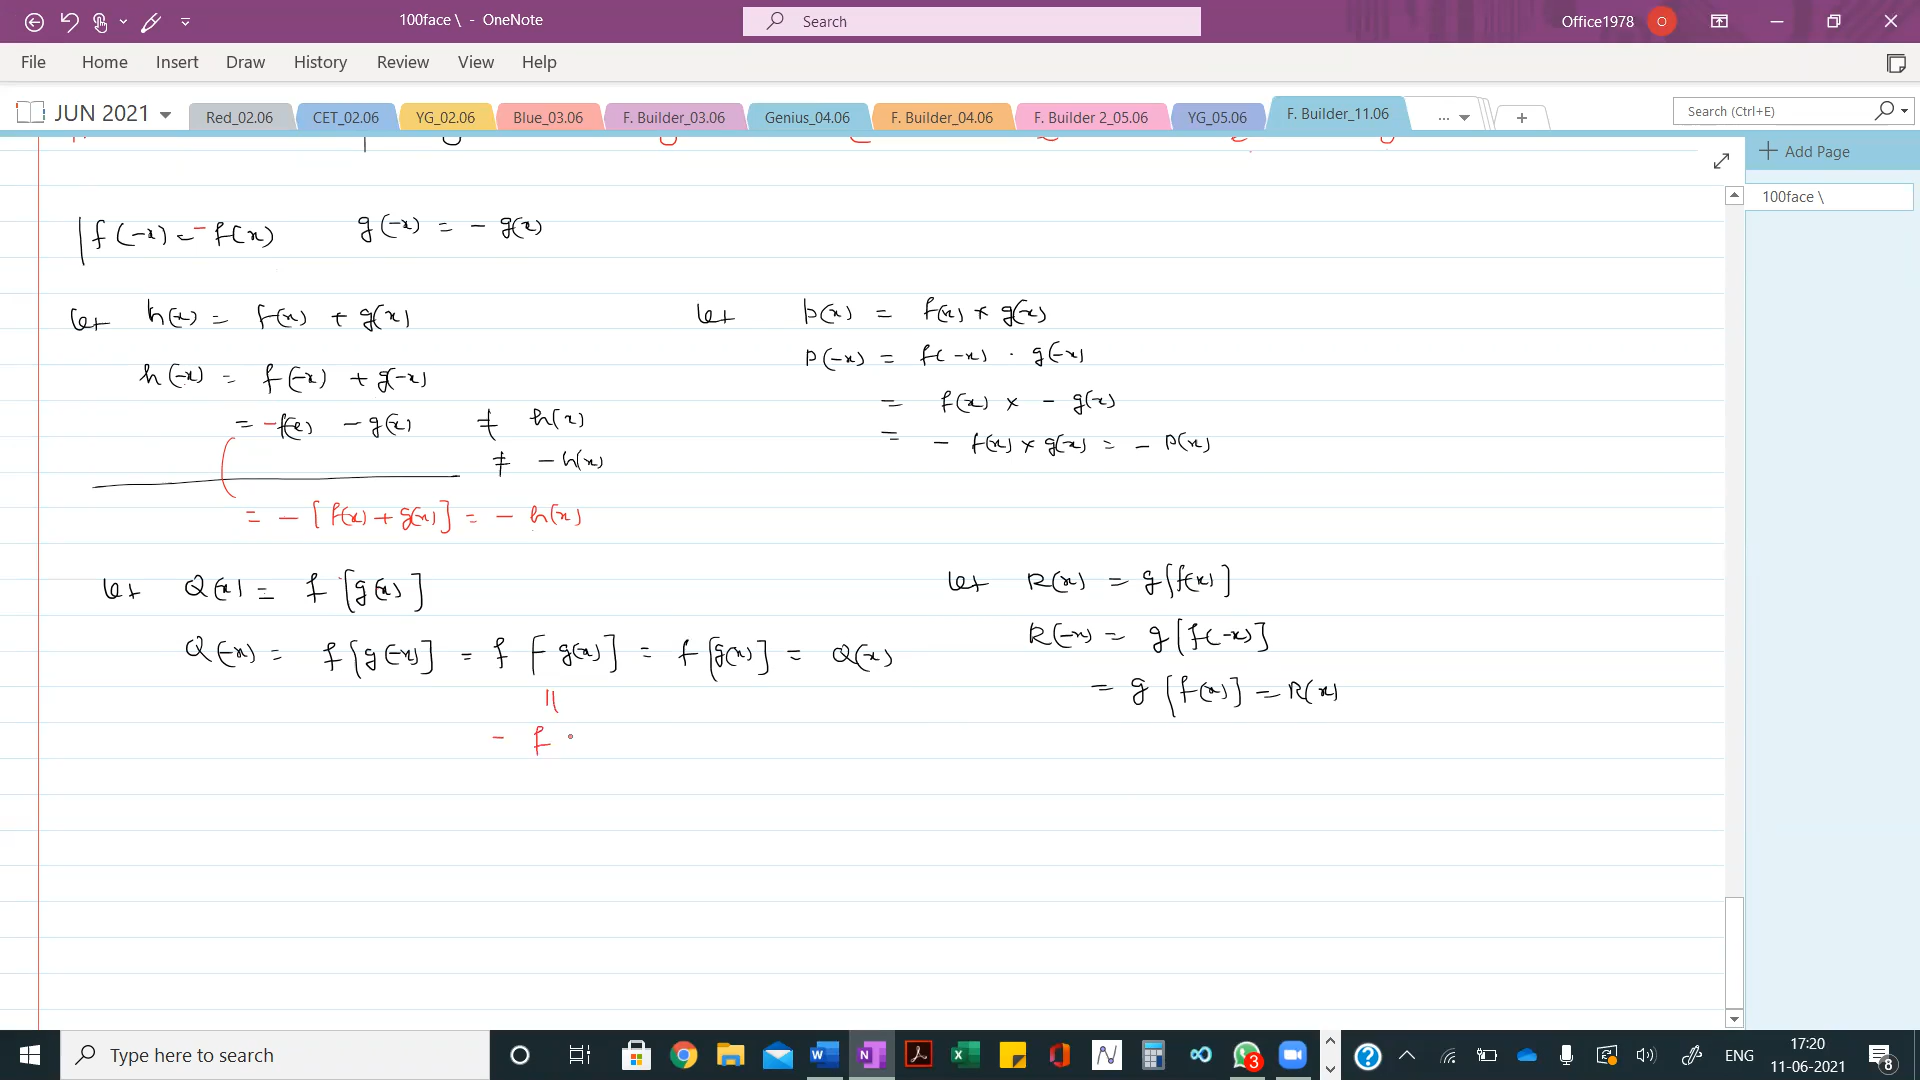 100face \ - OneNote
Search
Office1978
O
File Home Insert Draw History Review View Help
JUN 2021
Red_02.06 CET_02.06 YG_02.06 Blue_03.06 F. Builder_03.06 Genius_04.06 F. Builder_04.06 F. Builder 2_05.06 YG_05.06 F. Builder_11.06 ... +
Search (Ctrl+E)
Add Page
100face \
f(-x) = - f(x) g(-x) = - g(x)
let h(x) = f(x) + g(x)
h(-x) = f(-x) + g(-x)
= - f(x) - g(x) ≠ h(x)
≠ - h(x)
= - [f(x) + g(x)] = - h(x)
let p(x) = f(x) × g(x)
P(-x) = f(-x) · g(-x)
= f(x) × - g(x)
= - f(x) × g(x) = - P(x)
let Q(x) = f[g(x)]
Q(-x) = f[g(-x)] = f[-g(x)] = f[g(x)] = Q(x)
||
- f
let R(x) = g[f(x)]
R(-x) = g[f(-x)]
= g[f(x)] = R(x)
Type here to search
3
ENG
17:20
11-06-2021
8